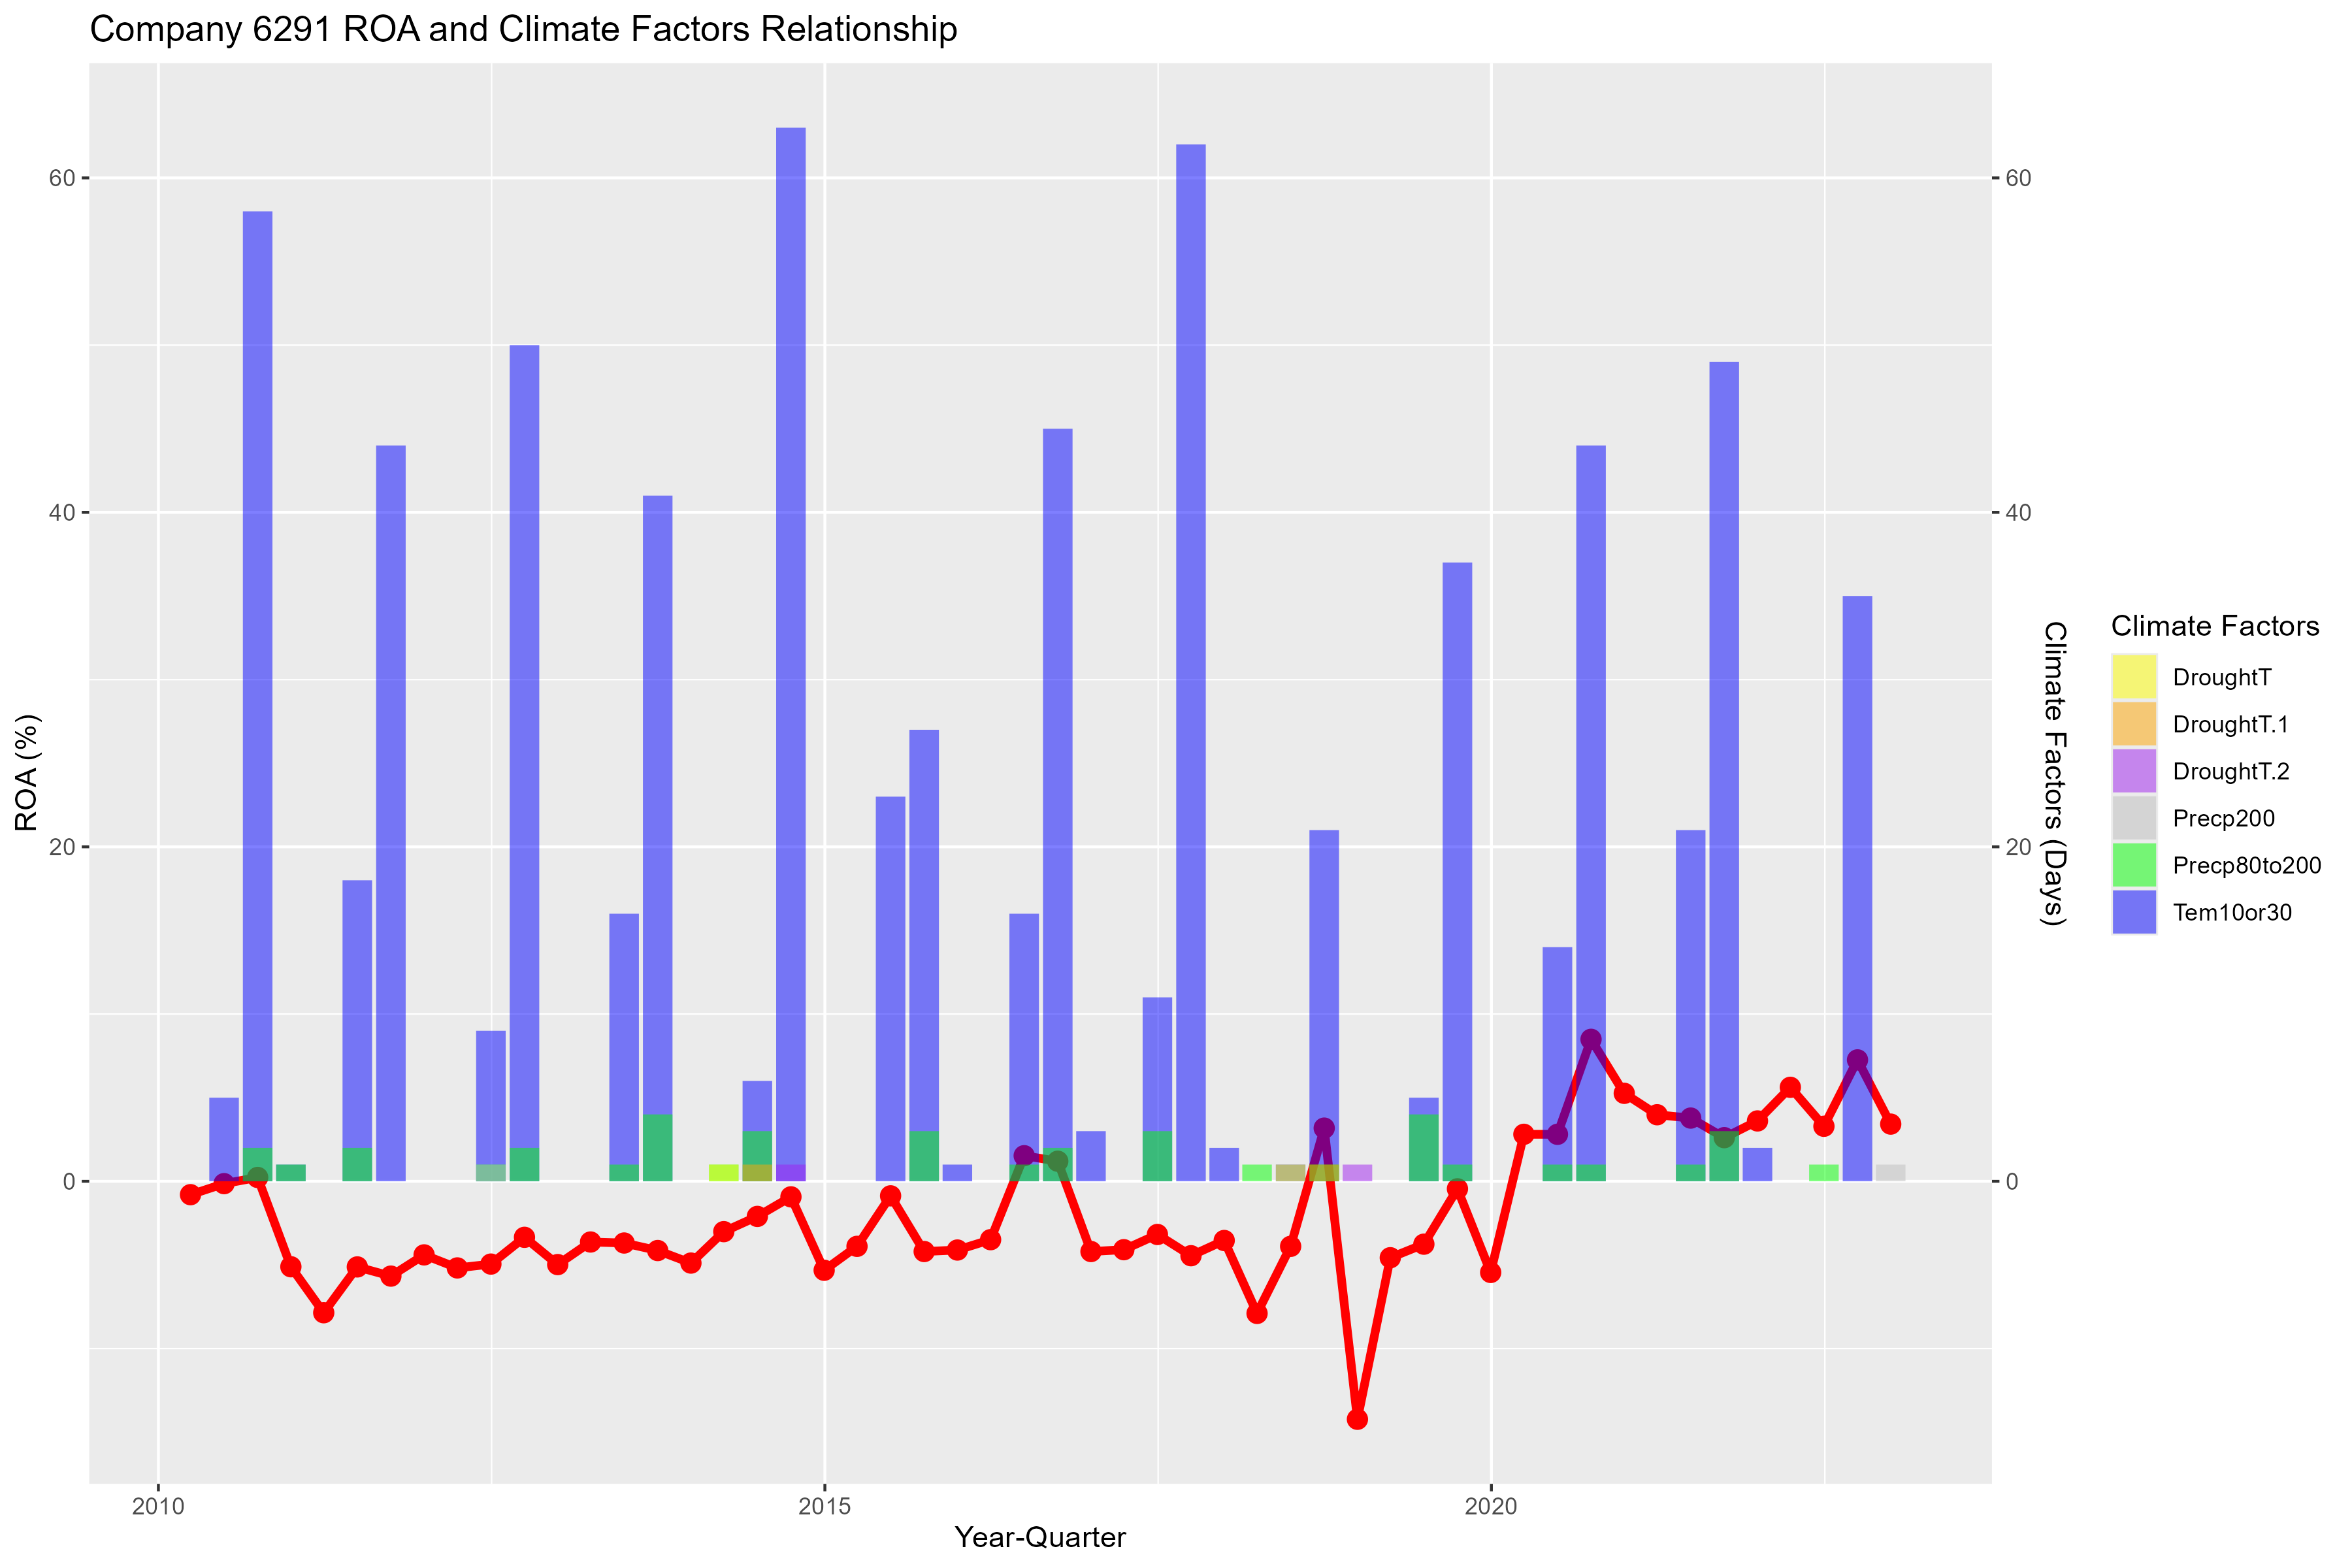 Company 6291 ROA and Climate Factors Relationship
60
40
20
0
ROA (%)
60
40
20
0
Climate Factors (Days)
2010
2015
2020
Year-Quarter
Climate Factors
DroughtT
DroughtT.1
DroughtT.2
Precp200
Precp80to200
Tem10or30